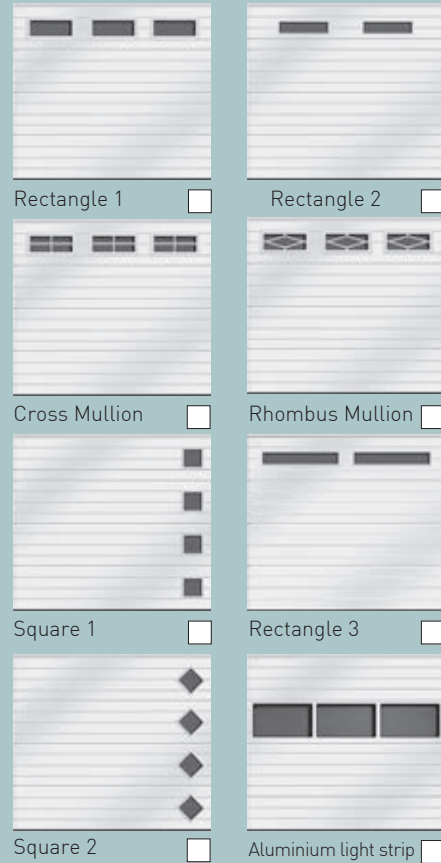 Rectangle 1
Rectangle 2
Cross Mullion
Rhombus Mullion
Square 1
Rectangle 3
Square 2
Aluminium light strip